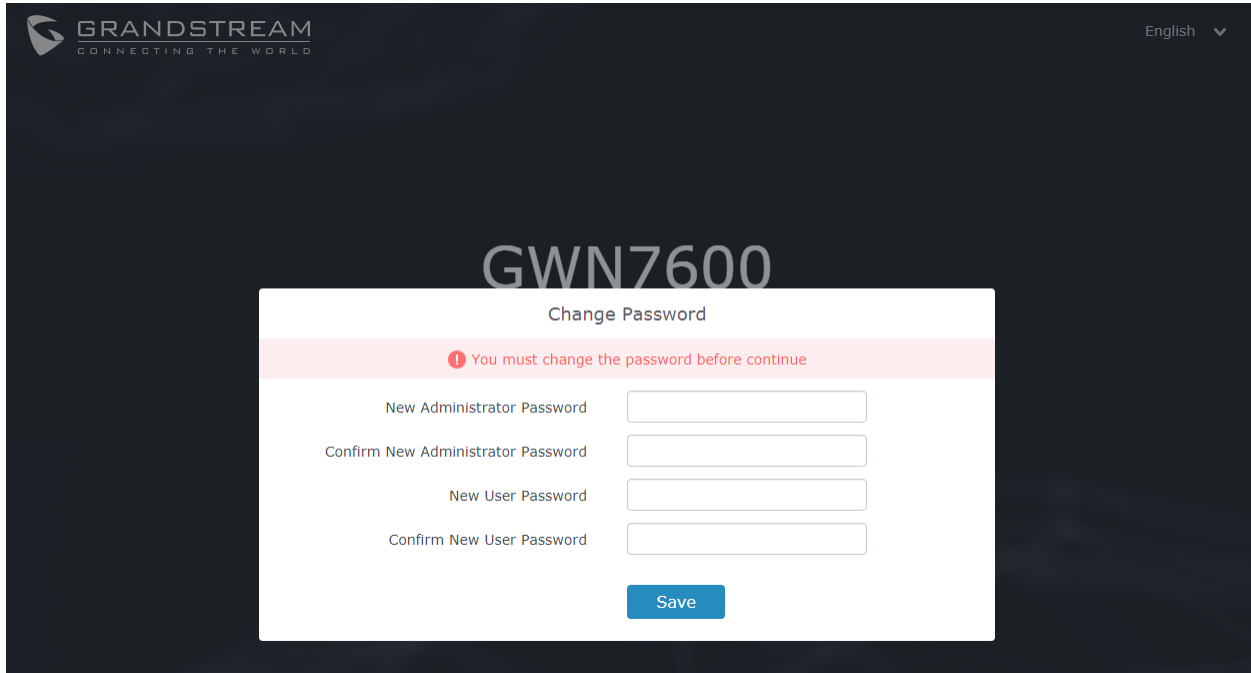 GRANDSTREAM
CONNECTING THE WORLD
English
GWN7600
Change Password
You must change the password before continue
New Administrator Password
Confirm New Administrator Password
New User Password
Confirm New User Password
Save